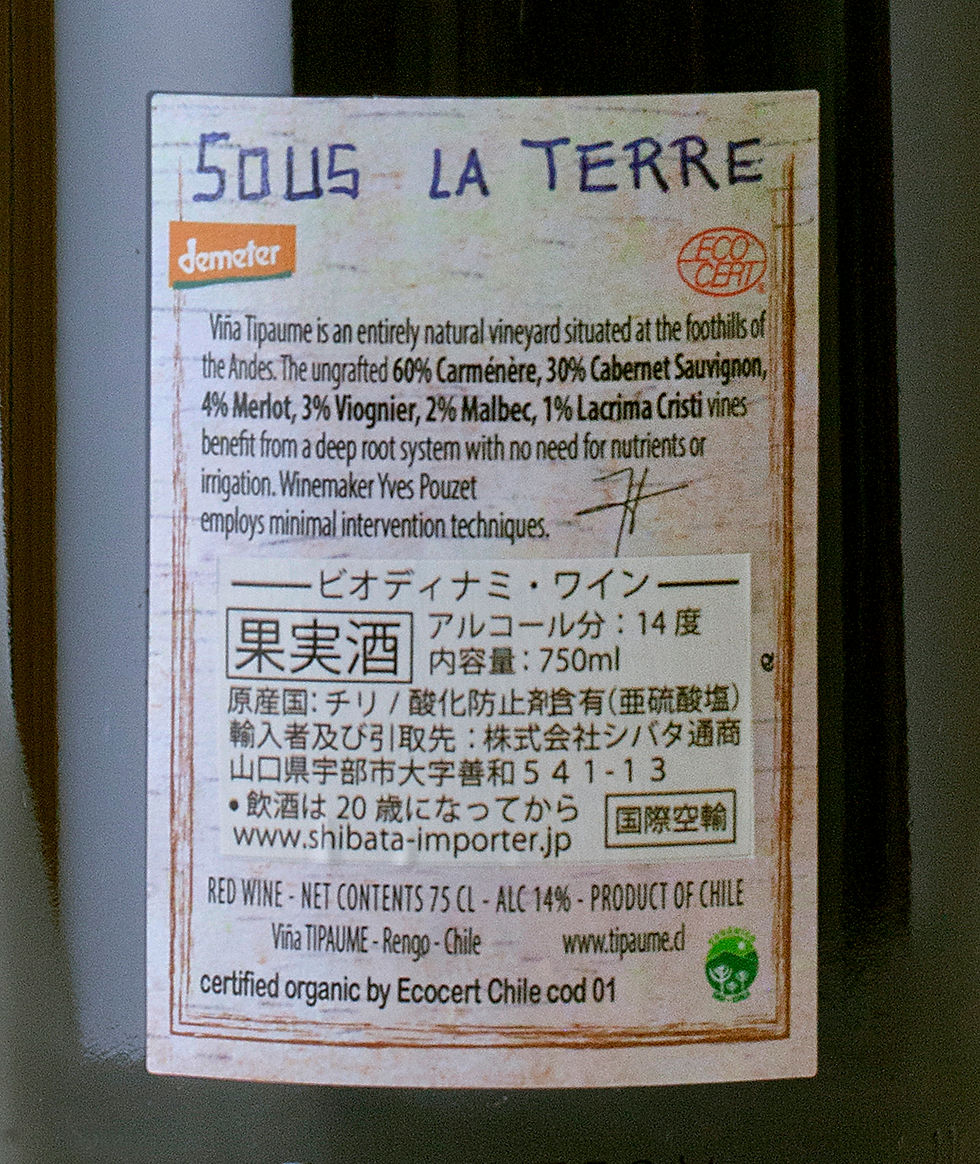 SOUS LA TERRE
demeter
ECO
CERT
Viña Tipaume is an entirely natural vineyard situated at the foothills of
the Andes. The ungrafted 60% Carménère, 30% Cabernet Sauvignon,
4% Merlot, 3% Viognier, 2% Malbec, 1% Lacrima Cristi vines
benefit from a deep root system with no need for nutrients or
irrigation. Winemaker Yves Pouzet
employs minimal intervention techniques.
ビオディナミ・ワイン
果実酒
アルコール分：14 度
内容量：750ml
原産国: チリ / 酸化防止剤含有(亜硫酸塩)
輸入者及び引取先：株式会社シバタ通商
山口県宇部市大字善和５４１-１３
•飲酒は 20 歳になってから
国際空輸
www.shibata-importer.jp
RED WINE - NET CONTENTS 75 CL - ALC 14% - PRODUCT OF CHILE
Viña TIPAUME - Rengo - Chile www.tipaume.cl
certified organic by Ecocert Chile cod 01